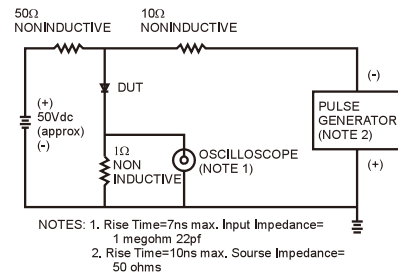 50Ω
NONINDUCTIVE
10Ω
NONINDUCTIVE
DUT
(+)
50Vdc
(approx)
(-)
1Ω
NON
INDUCTIVE
OSCILLOSCOPE
(NOTE 1)
(-)
PULSE
GENERATOR
(NOTE 2)
(+)
NOTES: 1. Rise Time=7ns max. Input Impedance=
1 megohm 22pf
2. Rise Time=10ns max. Sourse Impedance=
50 ohms